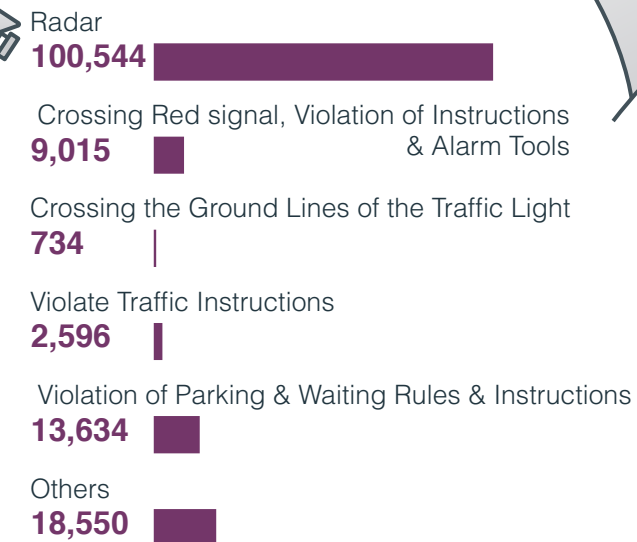 Radar
100,544
Crossing Red signal, Violation of Instructions
& Alarm Tools
9,015
Crossing the Ground Lines of the Traffic Light
734
Violate Traffic Instructions
2,596
Violation of Parking & Waiting Rules & Instructions
13,634
Others
18,550